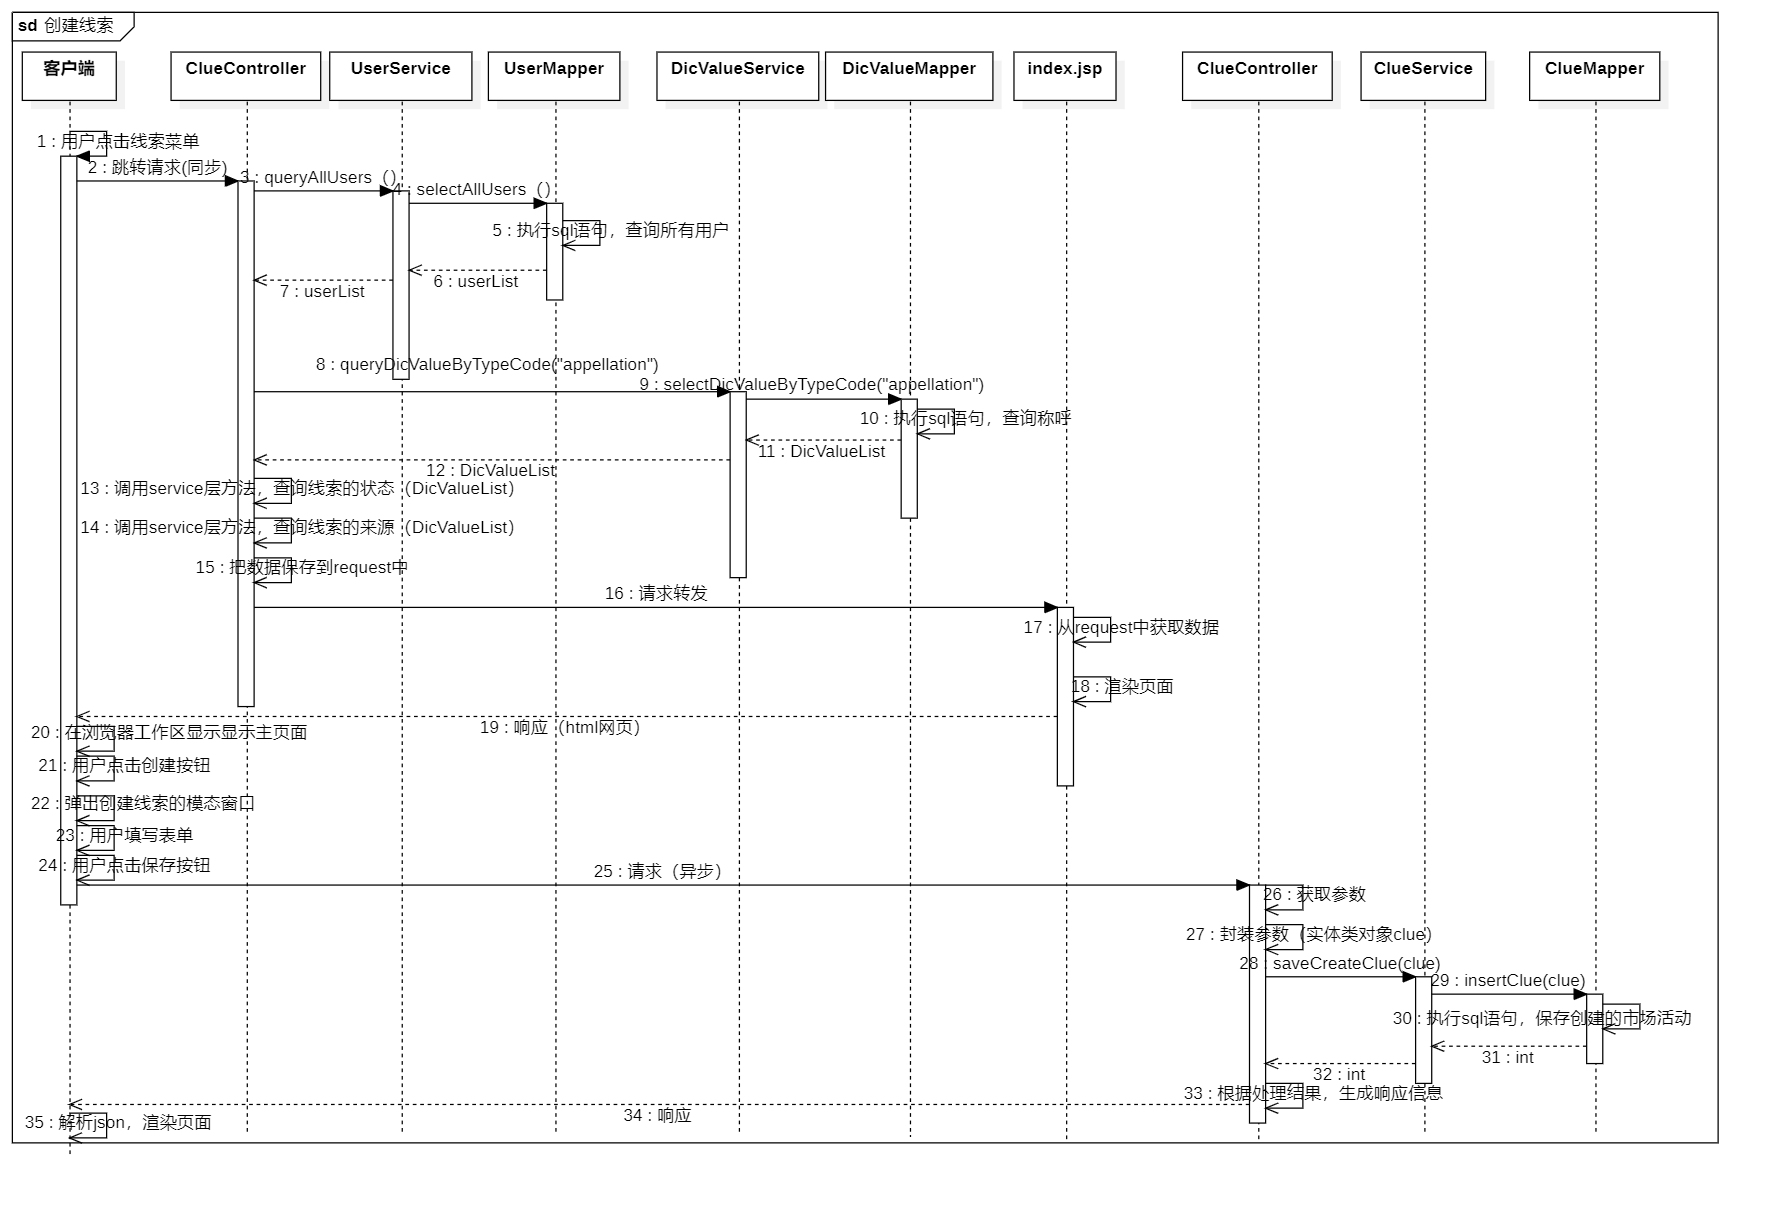 sd 创建线索
客户端
ClueController
UserService
UserMapper
DicValueService
DicValueMapper
index.jsp
ClueController
ClueService
ClueMapper
1 : 用户点击线索菜单
2 : 跳转请求(同步)
3 : queryAllUsers（）
4 : selectAllUsers（）
5 : 执行sql语句，查询所有用户
6 : userList
7 : userList
8 : queryDicValueByTypeCode("appellation")
9 : selectDicValueByTypeCode("appellation")
10 : 执行sql语句，查询称呼
11 : DicValueList
12 : DicValueList
13 : 调用service层方法，查询线索的状态（DicValueList）
14 : 调用service层方法，查询线索的来源（DicValueList）
15 : 把数据保存到request中
16 : 请求转发
17 : 从request中获取数据
18 : 渲染页面
19 : 响应（html网页）
20 : 在浏览器工作区显示显示主页面
21 : 用户点击创建按钮
22 : 弹出创建线索的模态窗口
23 : 用户填写表单
24 : 用户点击保存按钮
25 : 请求（异步）
26 : 获取参数
27 : 封装参数（实体类对象clue）
28 : saveCreateClue(clue)
29 : insertClue(clue)
30 : 执行sql语句，保存创建的市场活动
31 : int
32 : int
33 : 根据处理结果，生成响应信息
34 : 响应
35 : 解析json，渲染页面